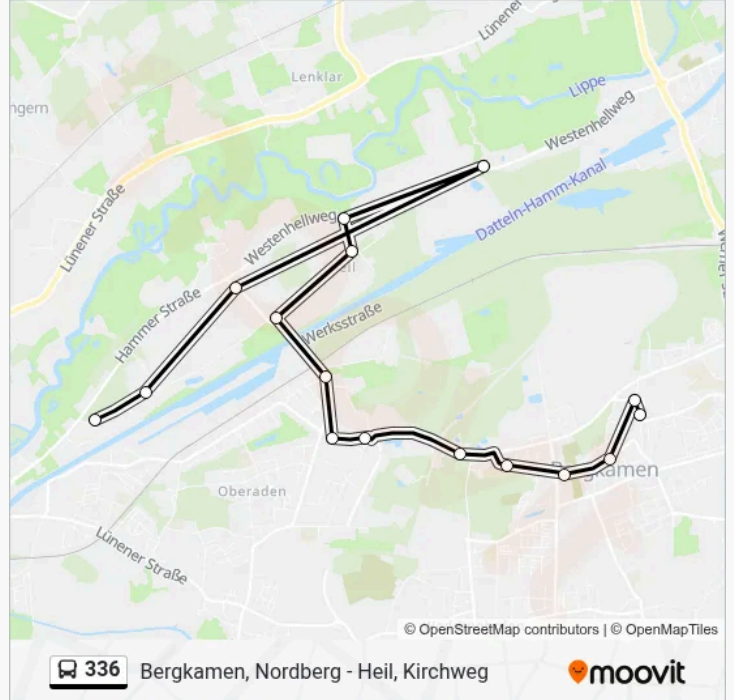 Lünener
Lenklar
ngern
Lippe
Westenhellweg
Lünener Straße
Datteln-Hamm-Kanal
Westenhellweg
eil
Hammer Straße
Werksstraße
Bergkamen
Oberaden
Lünener Straße
© OpenStreetMap contributors | © OpenMapTiles
336 Bergkamen, Nordberg - Heil, Kirchweg moovit